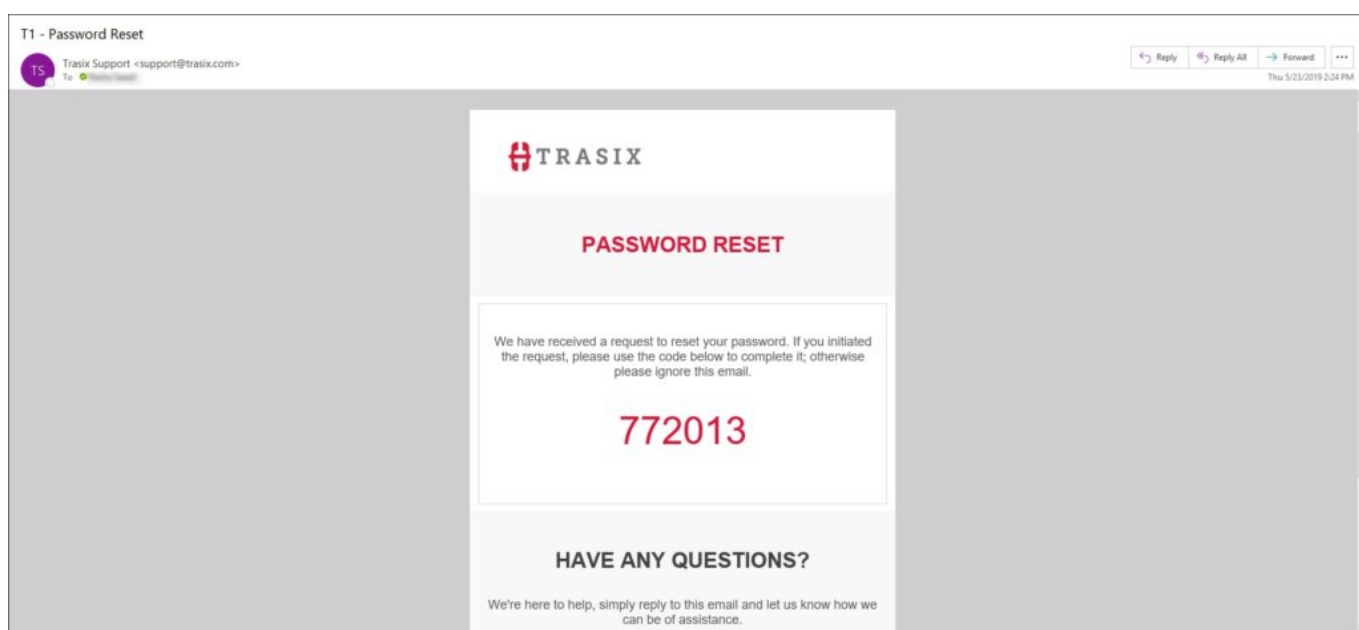 T1 - Password Reset
TS
Trasix Support <support@trasix.com>
To
Reply
Reply All
Forward
...
Thu 5/23/2019 2:24 PM
TRASIX
PASSWORD RESET
We have received a request to reset your password. If you initiated
the request, please use the code below to complete it; otherwise
please ignore this email.
772013
HAVE ANY QUESTIONS?
We're here to help, simply reply to this email and let us know how we
can be of assistance.